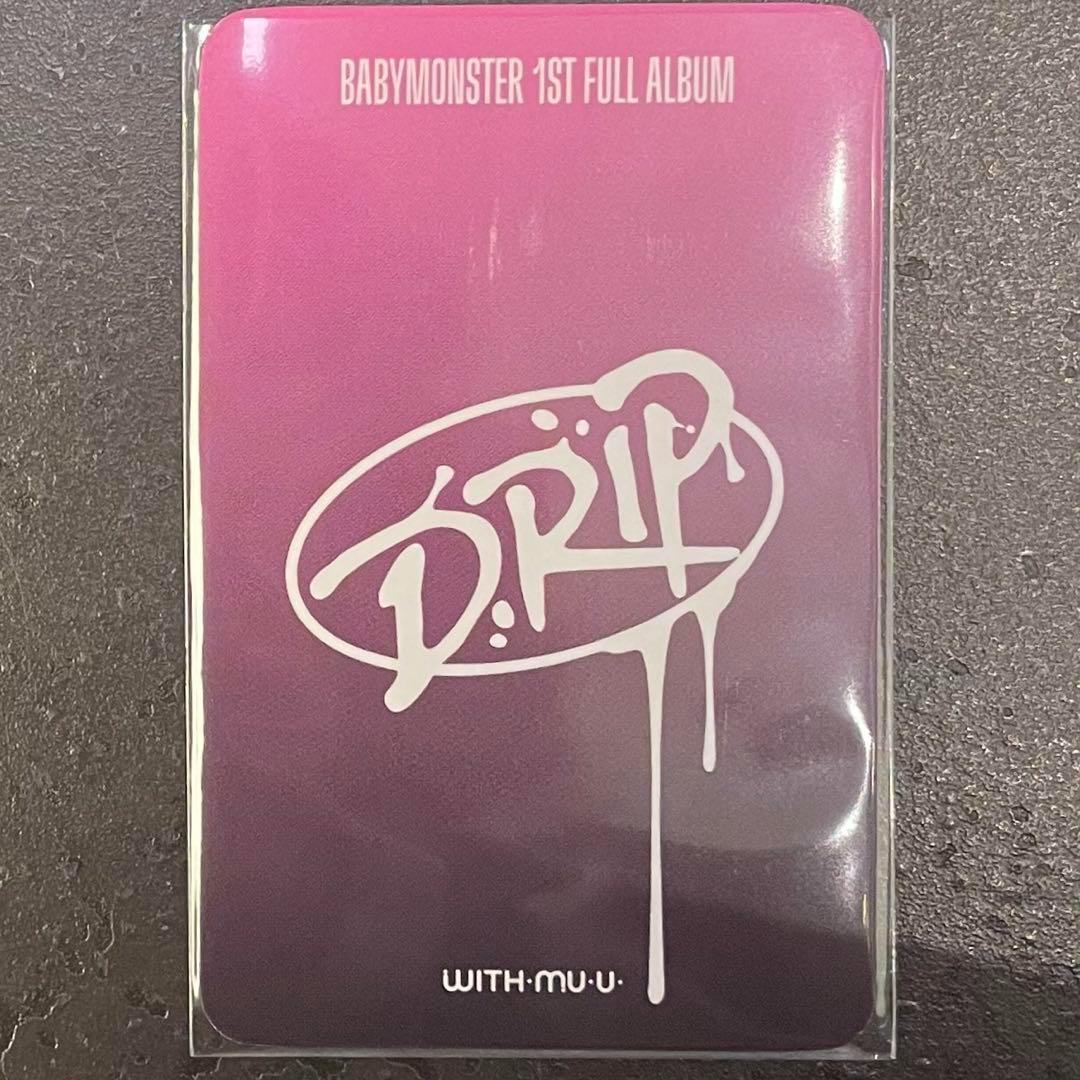 BABYMONSTER 1ST FULL ALBUM
DRIP
WITH·MU·U·